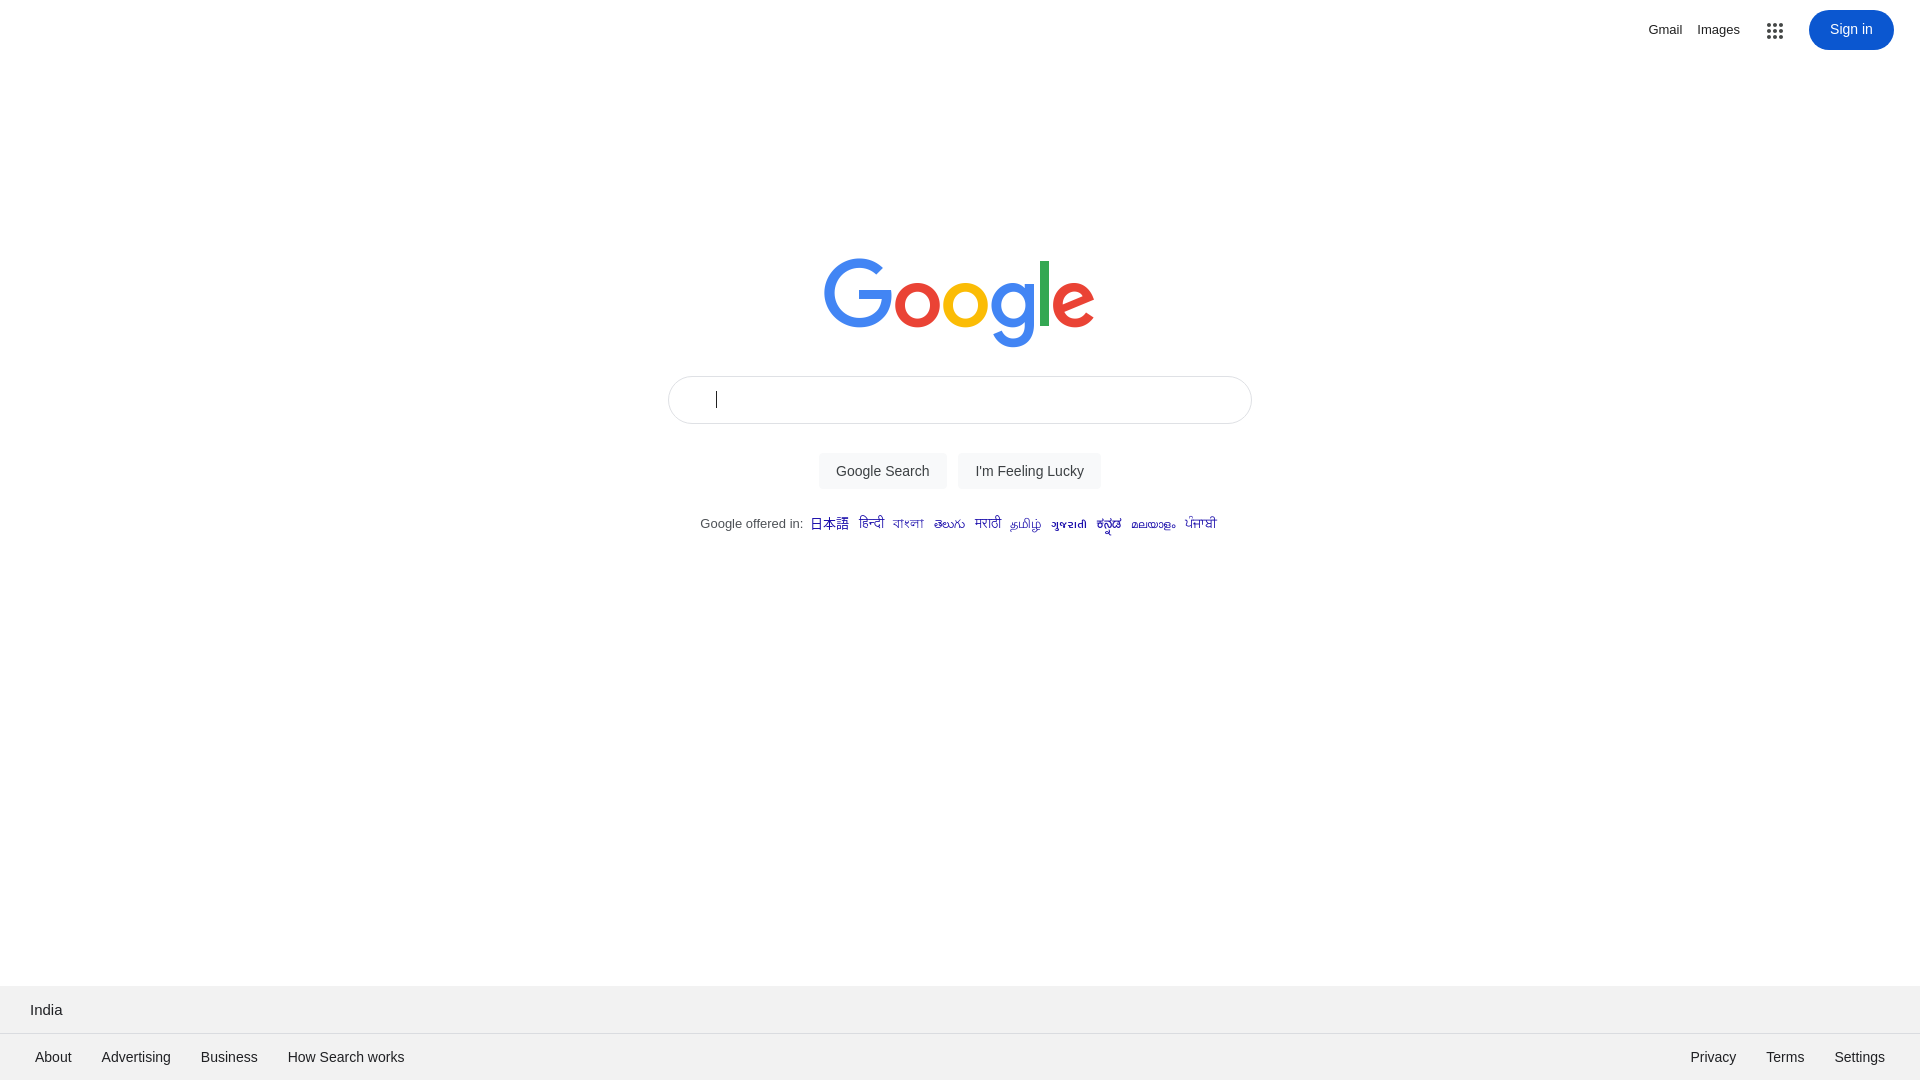 Gmail Images Sign in
Google
Google Search I'm Feeling Lucky
Google offered in: 日本語 हिन्दी বাংলা తెలుగు मराठी தமிழ் ગુજરાતી ಕನ್ನಡ മലയാളം ਪੰਜਾਬੀ
India
About Advertising Business How Search works Privacy Terms Settings